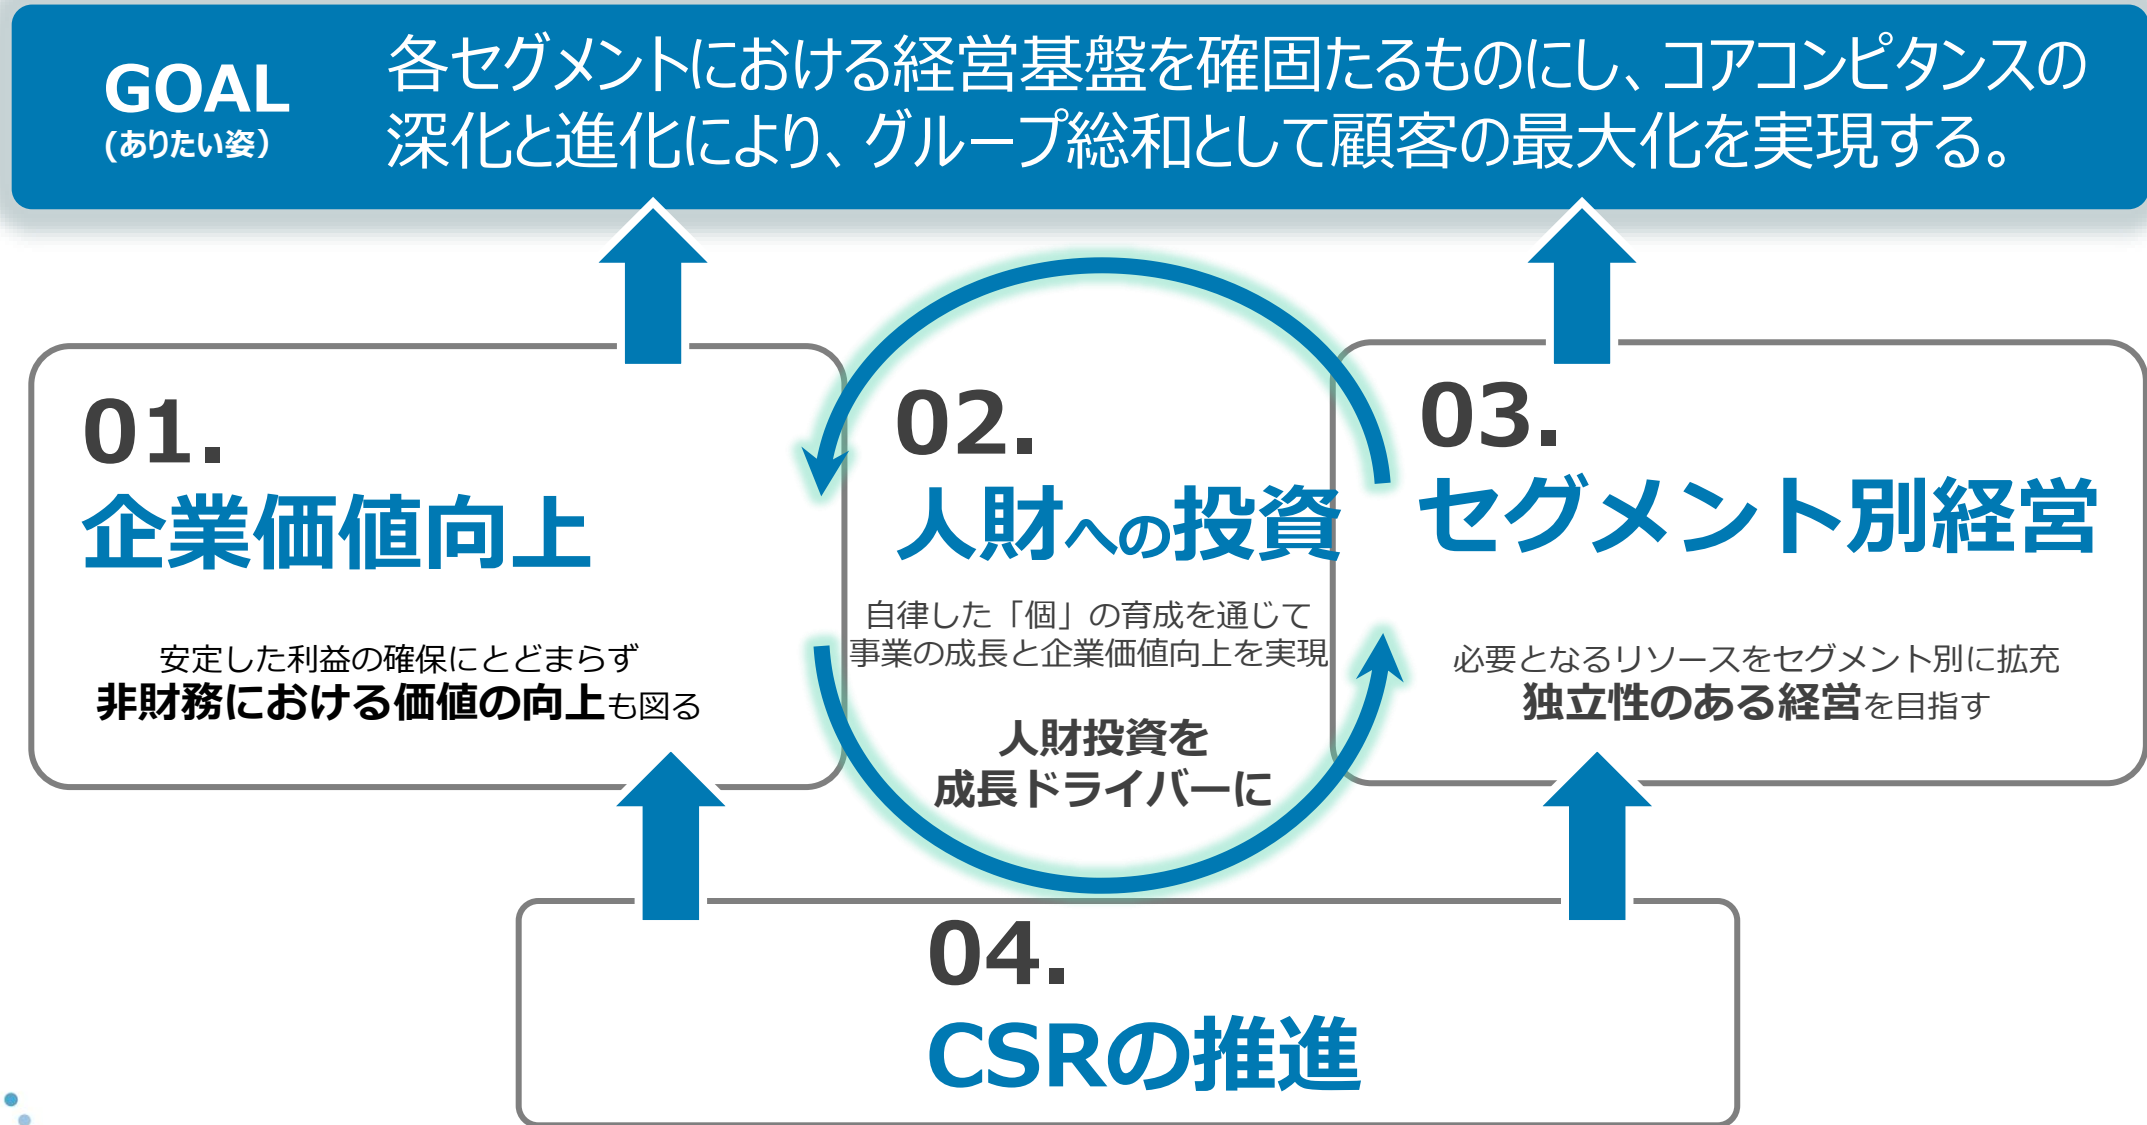 GOAL
(ありたい姿)
各セグメントにおける経営基盤を確固たるものにし、コアコンピタンスの
深化と進化により、グループ総和として顧客の最大化を実現する。
01.
企業価値向上
安定した利益の確保にとどまらず
非財務における価値の向上も図る
02.
人財への投資
自律した「個」の育成を通じて
事業の成長と企業価値向上を実現
人財投資を
成長ドライバーに
03.
セグメント別経営
必要となるリソースをセグメント別に拡充
独立性のある経営を目指す
04.
CSRの推進